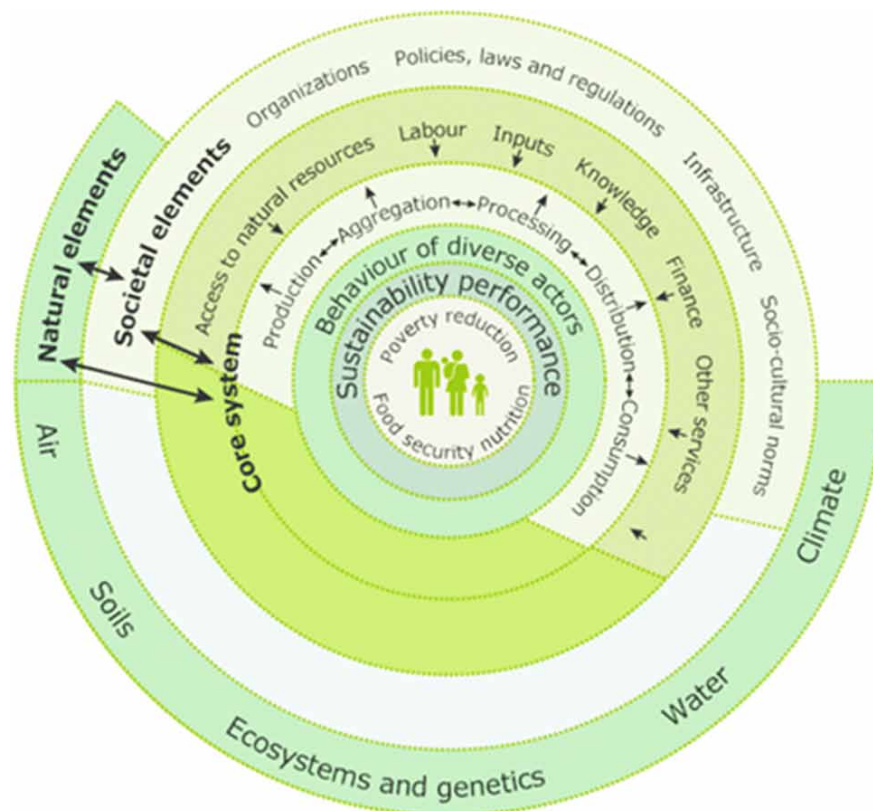 Policies, laws and regulations
Organizations
Infrastructure
Socio-cultural norms
Societal elements
Natural elements
Labour
Inputs
Knowledge
Finance
Other services
Access to natural resources
Production
Aggregation
Processing
Distribution
Consumption
Core system
Behaviour of diverse actors
Sustainability performance
Poverty reduction
Food security nutrition
Air
Soils
Ecosystems and genetics
Water
Climate